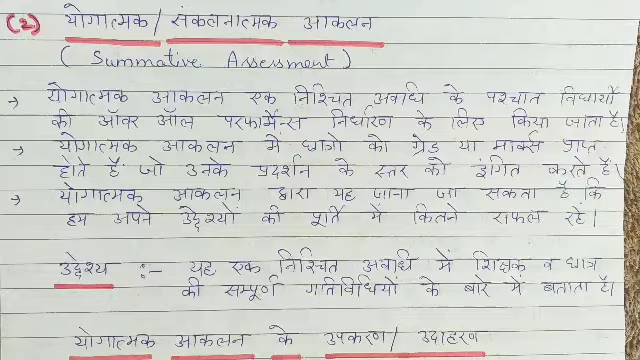 (2) योगात्मक / संकलनात्मक आकलन
( Summative Assessment )
→ योगात्मक आकलन एक निश्चित अवधि के पश्चात विधार्थी
की ओवर ऑल परफॉर्मेन्स निर्धारण के लिए किया जाता है।
→ योगात्मक आकलन में छात्रों को ग्रेड या मार्क्स प्राप्त
होते हैं जो उनके प्रदर्शन के स्तर को इंगित करते हैं।
→ योगात्मक आकलन द्वारा यह जाना जा सकता है कि
हम अपने उद्देश्यों की पूर्ति में कितने सफल रहे।
उद्देश्य :- यह एक निश्चित अवधि में शिक्षक व छात्र
की सम्पूर्ण गतिविधियों के बारे में बताता है।
योगात्मक आकलन के उपकरण / उदाहरण